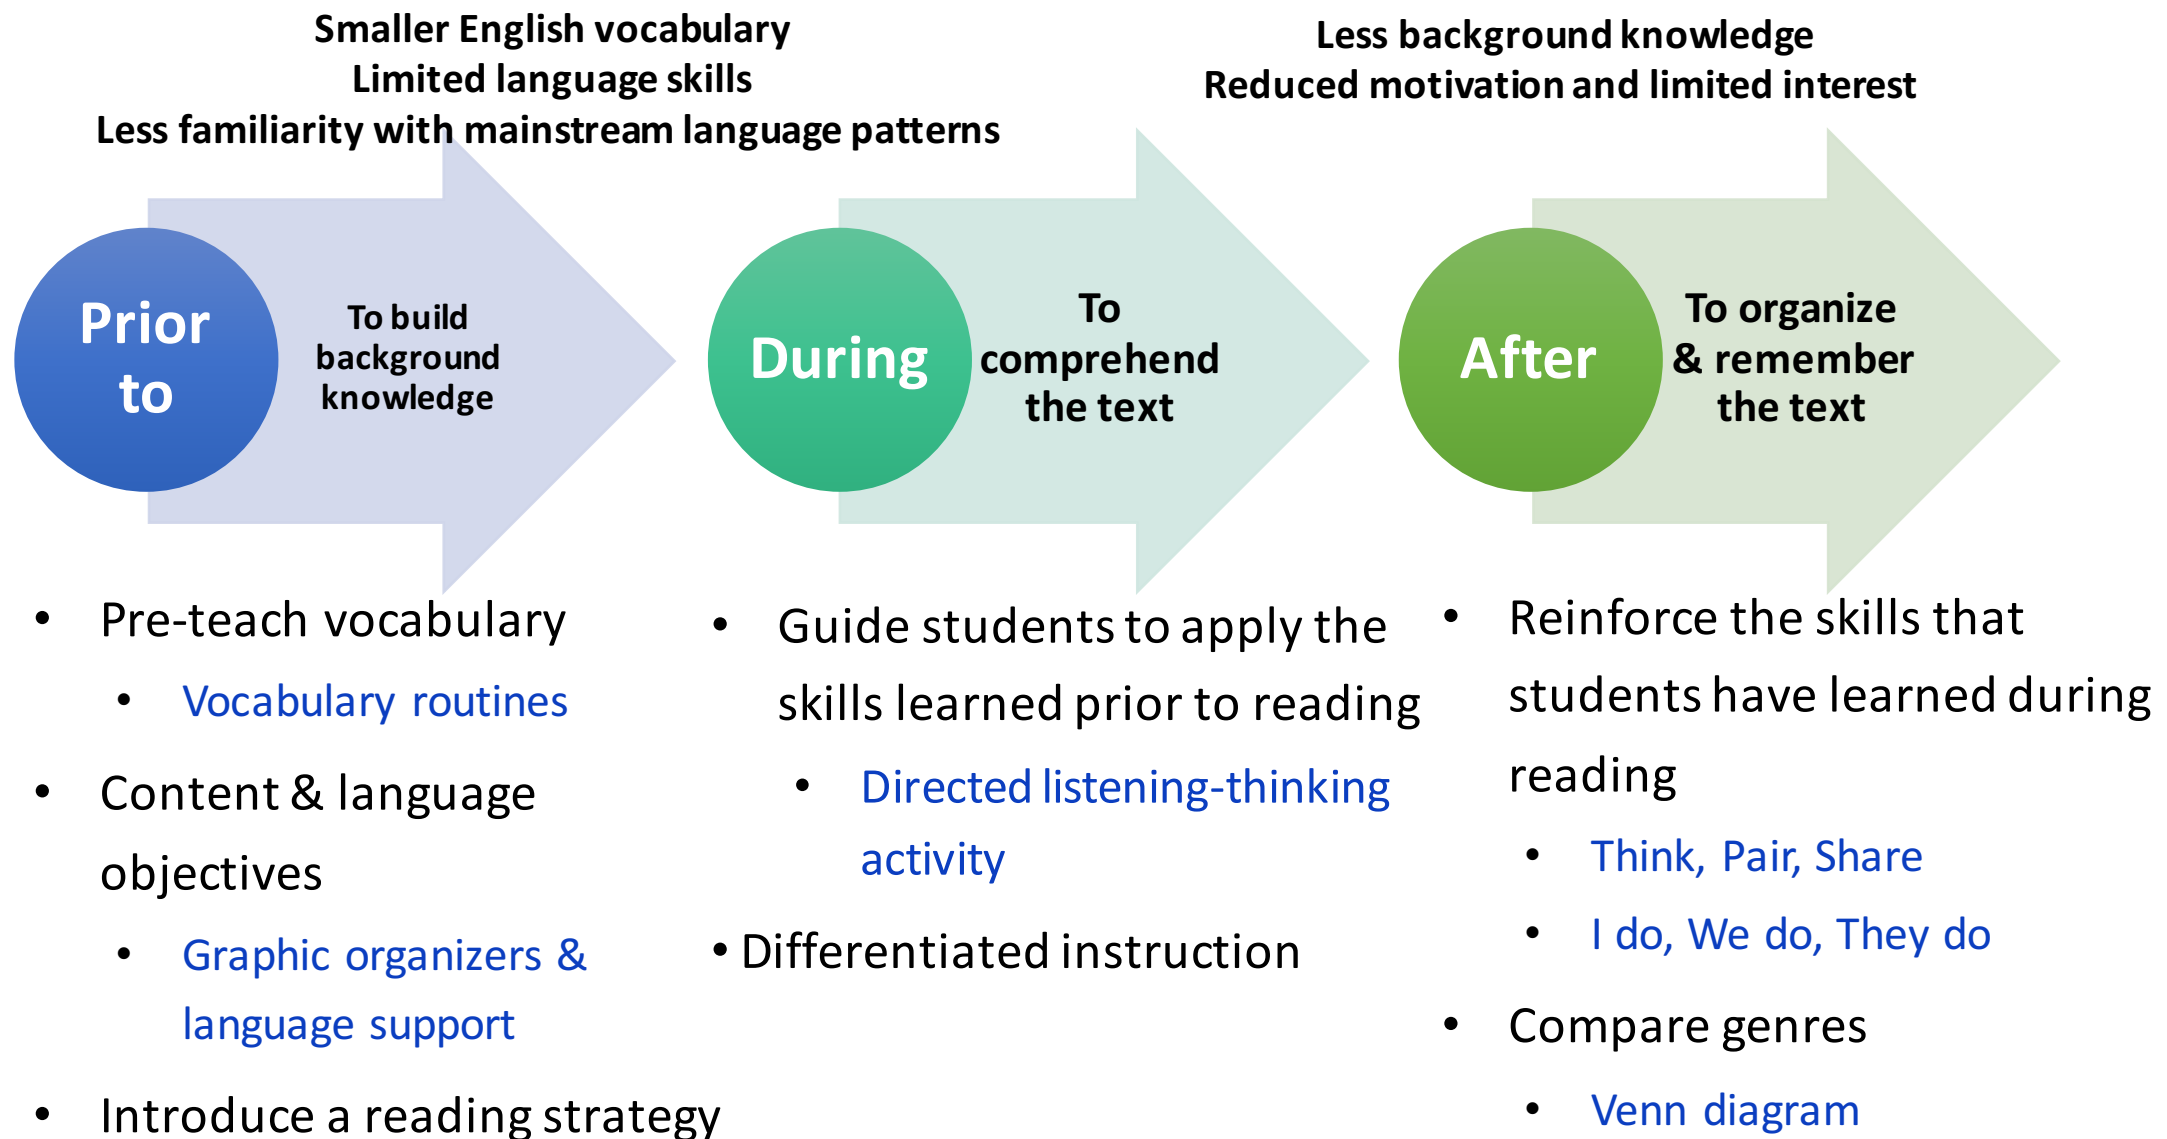 Smaller English vocabulary
Limited language skills
Less familiarity with mainstream language patterns
Less background knowledge
Reduced motivation and limited interest
Prior
to
To build
background
knowledge
During
To
comprehend
the text
After
To organize
& remember
the text
• Pre-teach vocabulary
• Vocabulary routines
• Content & language
objectives
• Graphic organizers &
language support
• Introduce a reading strategy
• Guide students to apply the
skills learned prior to reading
• Directed listening-thinking
activity
• Differentiated instruction
• Reinforce the skills that
students have learned during
reading
• Think, Pair, Share
• I do, We do, They do
• Compare genres
• Venn diagram